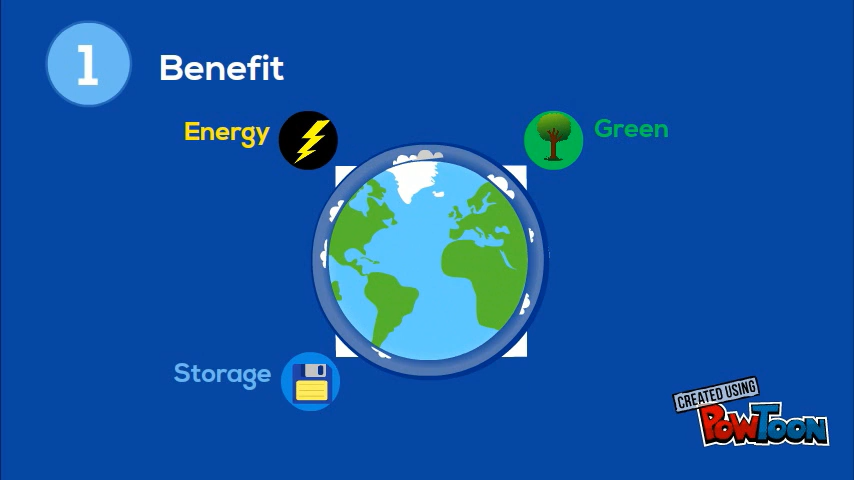 1
Benefit
Energy
Green
Storage
CREATED USING
POWTOON